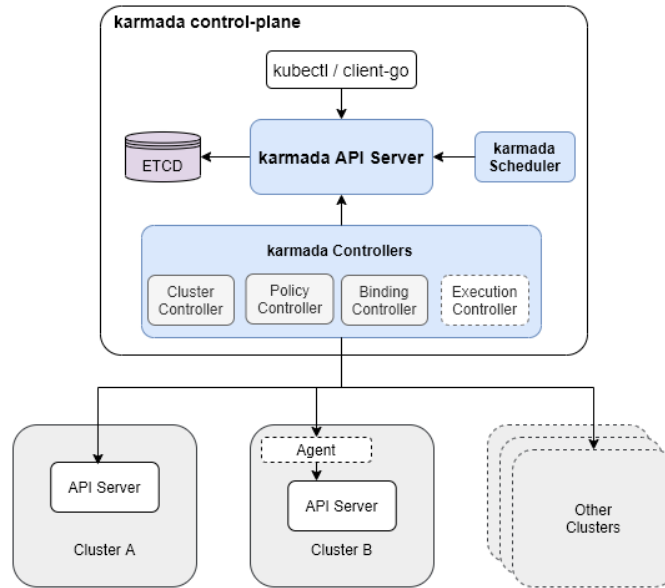 karmada control-plane
kubectl / client-go
karmada API Server
ETCD
karmada
Scheduler
karmada Controllers
Cluster
Controller
Policy
Controller
Binding
Controller
Execution
Controller
Agent
API Server
Cluster A
API Server
Cluster B
Other
Clusters